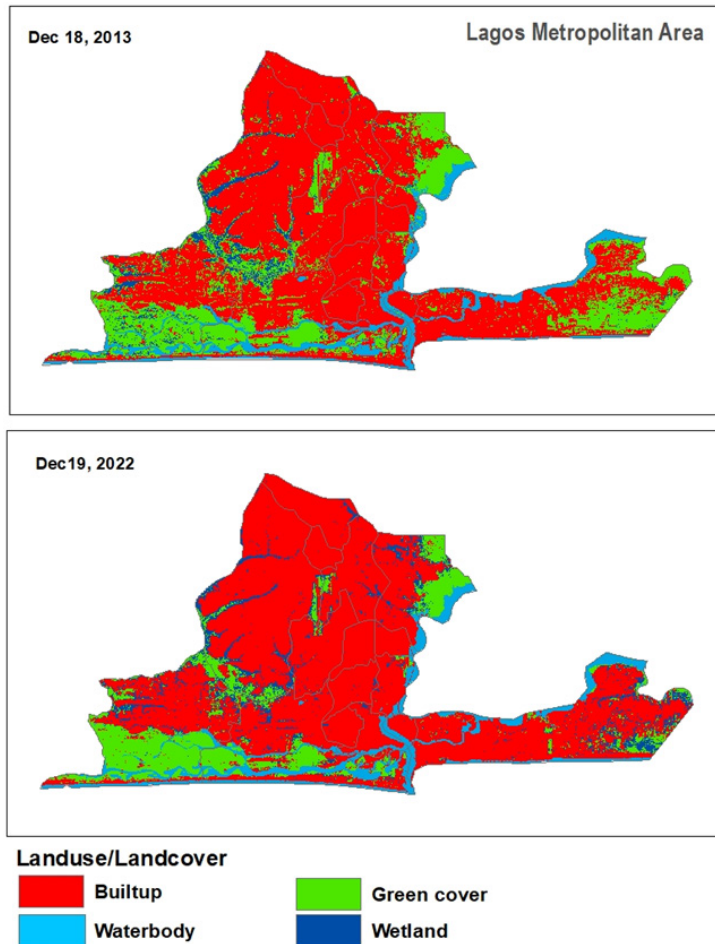 Dec 18, 2013
Lagos Metropolitan Area
Dec19, 2022
Landuse/Landcover
Builtup
Green cover
Waterbody
Wetland